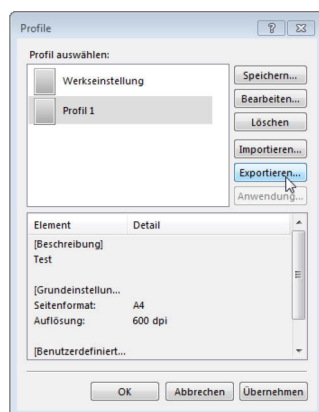 Profile
Profil auswählen:
Werkseinstellung
Profil 1
Speichern...
Bearbeiten...
Löschen
Importieren...
Exportieren...
Anwendung...
Element Detail
[Beschreibung]
Test
[Grundeinstellun...
Seitenformat: A4
Auflösung: 600 dpi
[Benutzerdefiniert...
OK Abbrechen Übernehmen